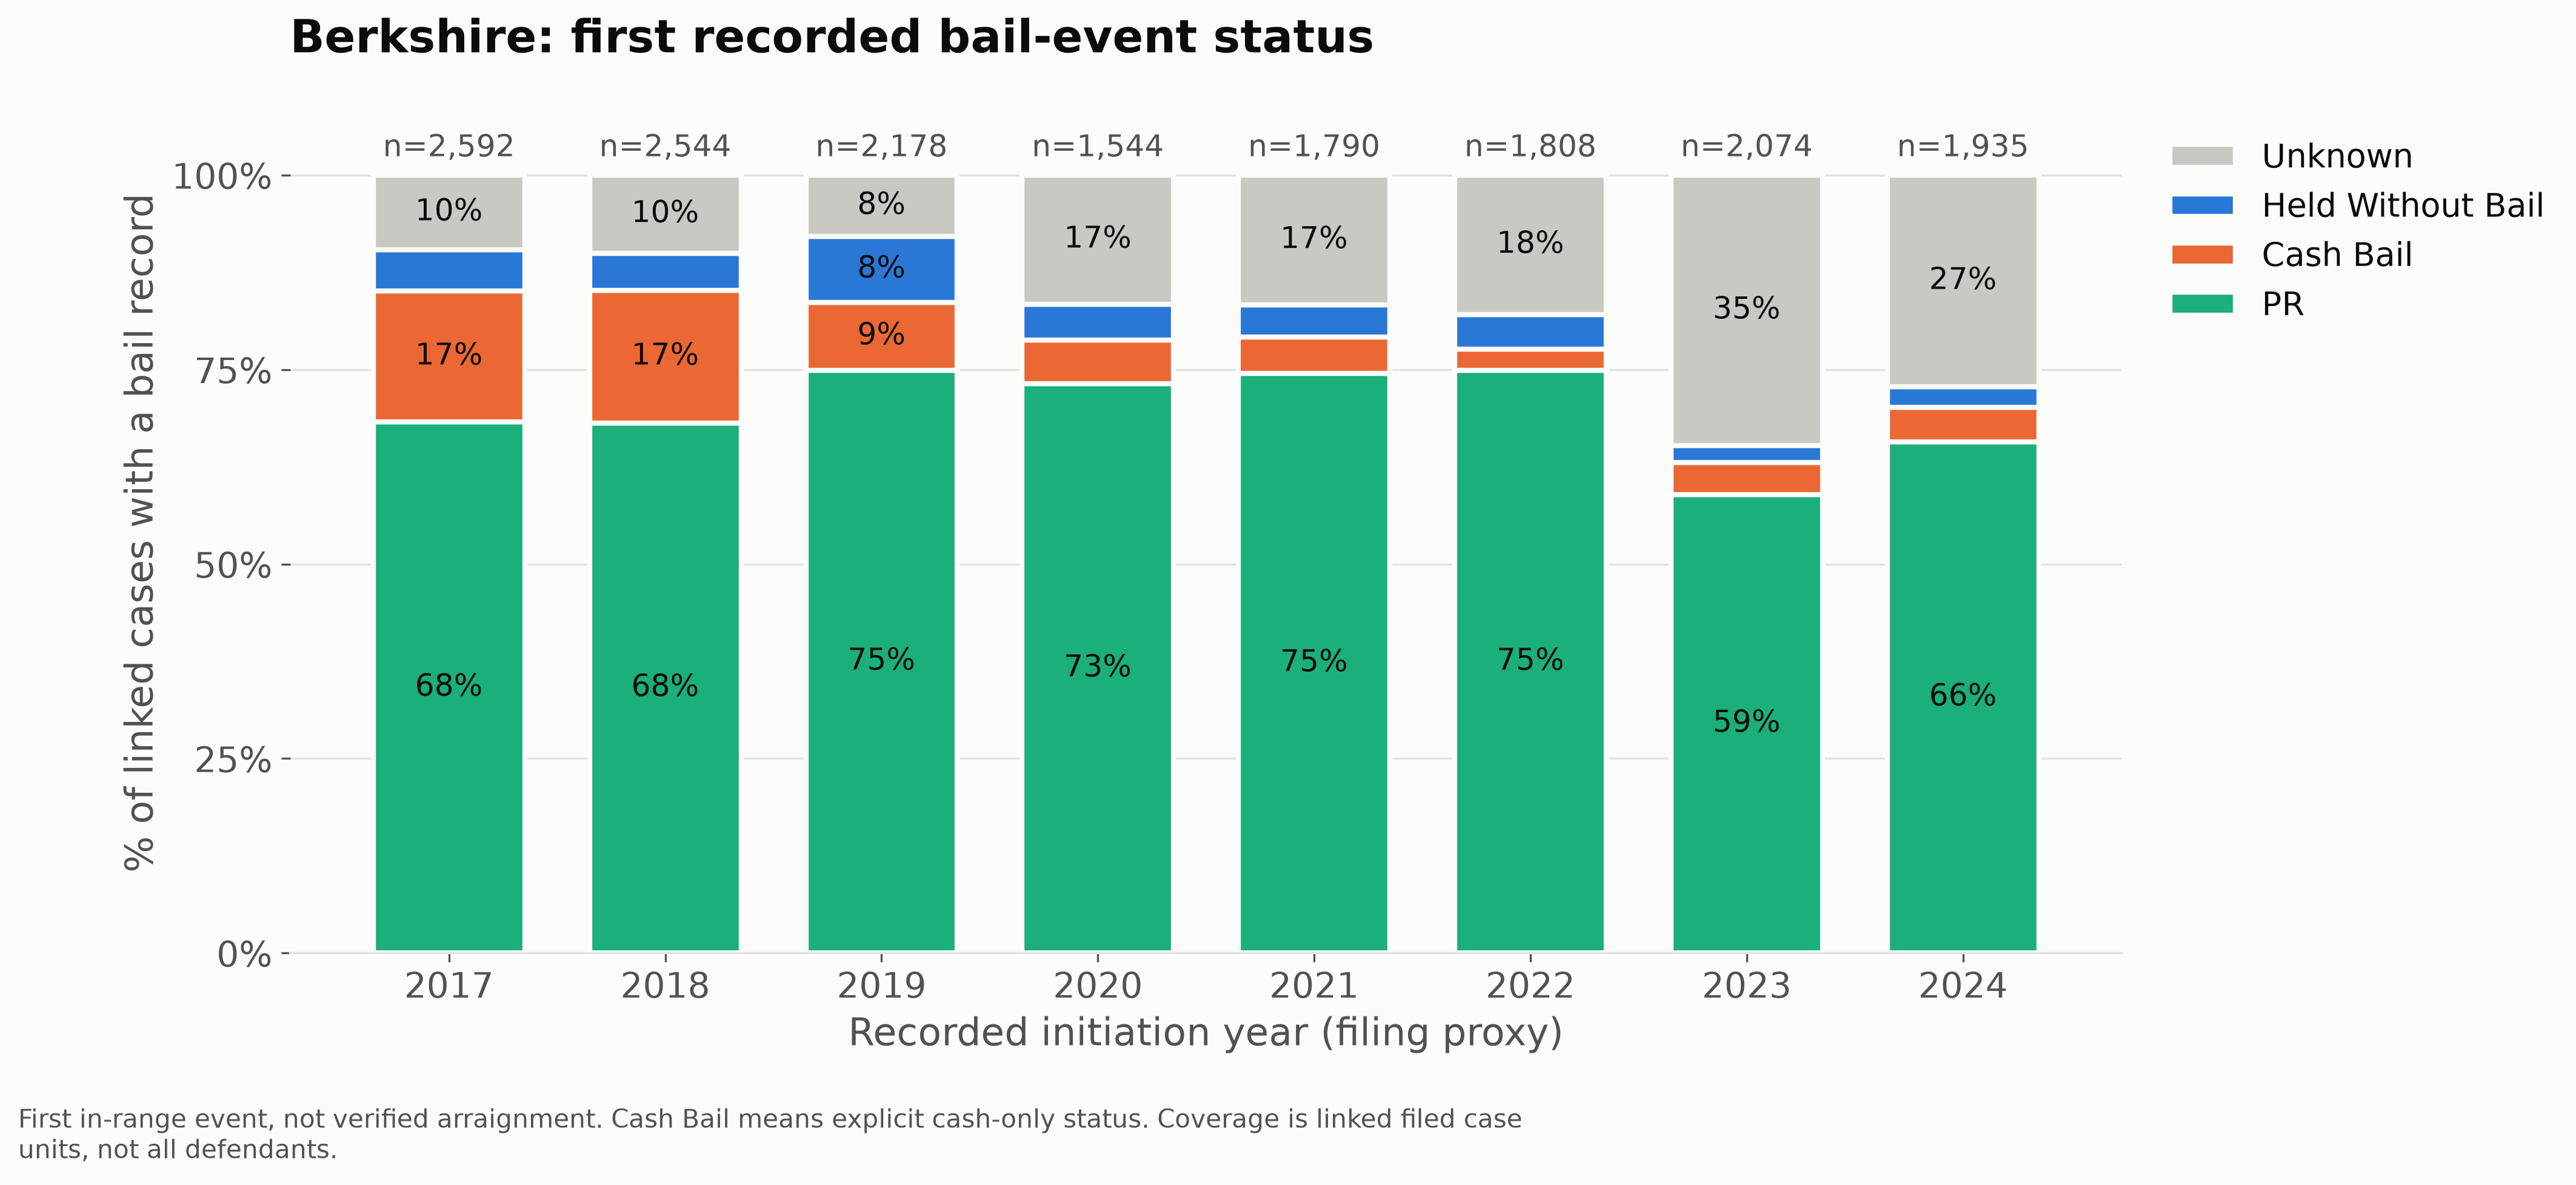 Berkshire: first recorded bail-event status
n=2,592 n=2,544 n=2,178 n=1,544 n=1,790 n=1,808 n=2,074 n=1,935
Unknown
Held Without Bail
Cash Bail
PR
% of linked cases with a bail record
100%
75%
50%
25%
0%
10% 10% 8% 17% 17% 18% 35% 27%
8%
17% 17% 9%
68% 68% 75% 73% 75% 75% 59% 66%
2017 2018 2019 2020 2021 2022 2023 2024
Recorded initiation year (filing proxy)
First in-range event, not verified arraignment. Cash Bail means explicit cash-only status. Coverage is linked filed case
units, not all defendants.